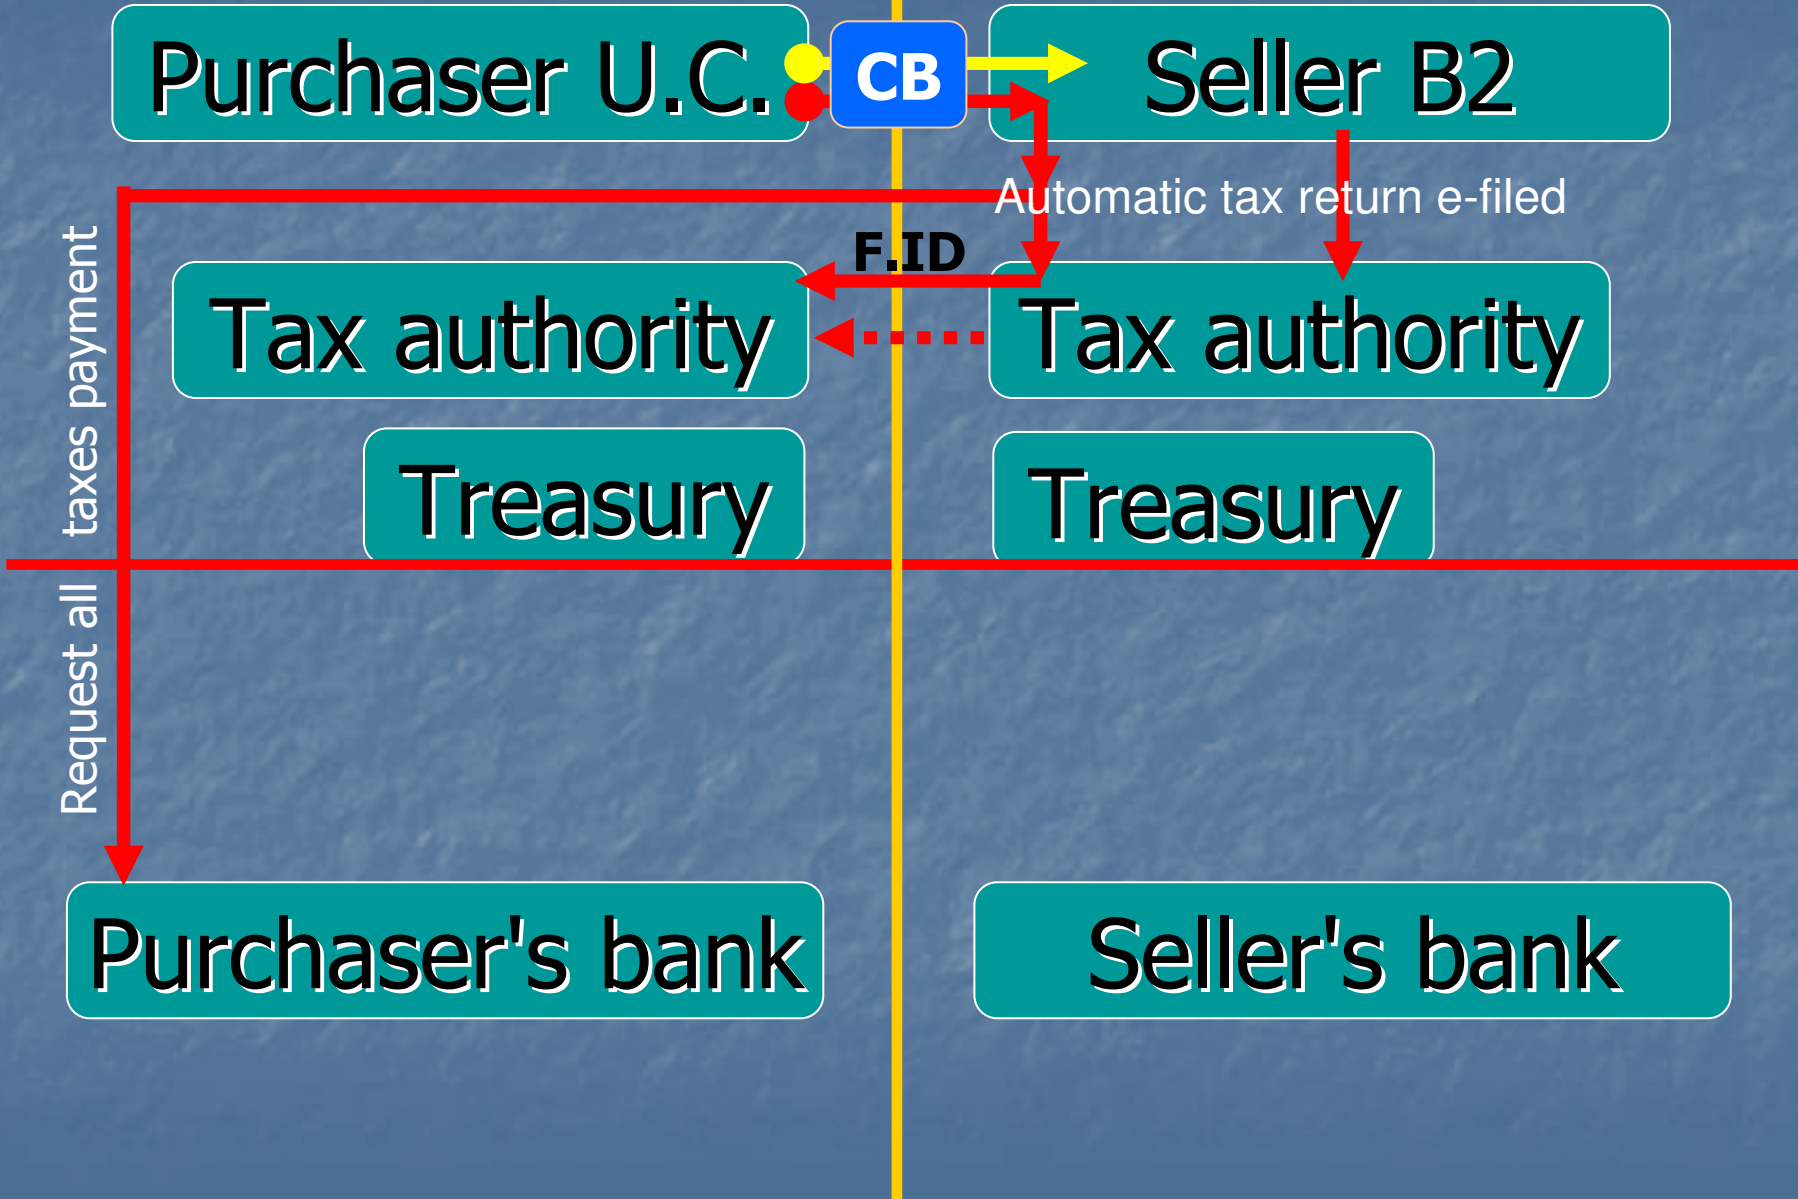 Purchaser U.C.
CB
Seller B2
Automatic tax return e-filed
F.ID
Tax authority
Tax authority
Treasury
Treasury
Request all taxes payment
Purchaser's bank
Seller's bank